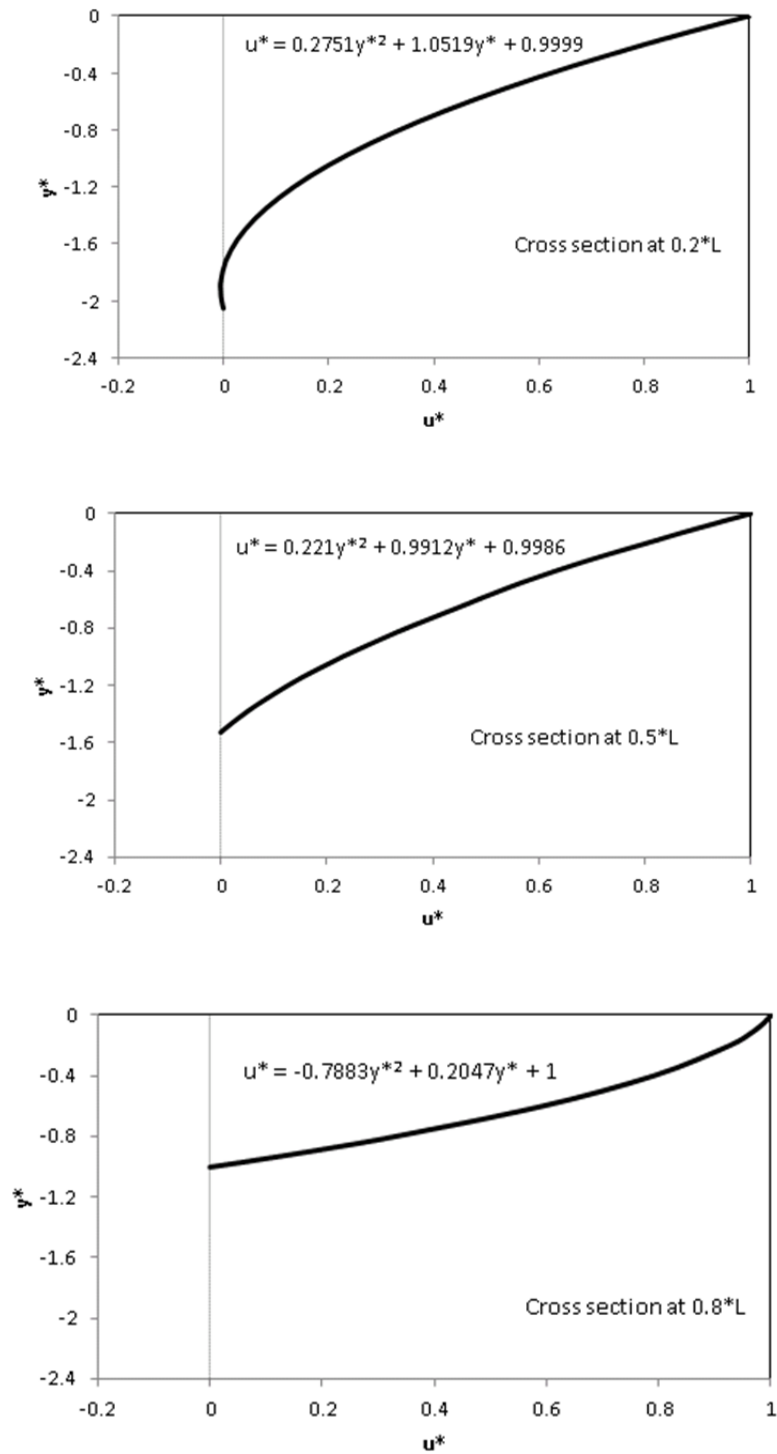 0
u* = 0.2751y*² + 1.0519y* + 0.9999
-0.4
-0.8
y*
-1.2
-1.6
Cross section at 0.2*L
-2
-2.4
-0.2 0 0.2 0.4 0.6 0.8 1
u*
0
u* = 0.221y*² + 0.9912y* + 0.9986
-0.4
-0.8
y*
-1.2
-1.6
Cross section at 0.5*L
-2
-2.4
-0.2 0 0.2 0.4 0.6 0.8 1
u*
0
u* = -0.7883y*² + 0.2047y* + 1
-0.4
-0.8
y*
-1.2
-1.6
Cross section at 0.8*L
-2
-2.4
-0.2 0 0.2 0.4 0.6 0.8 1
u*